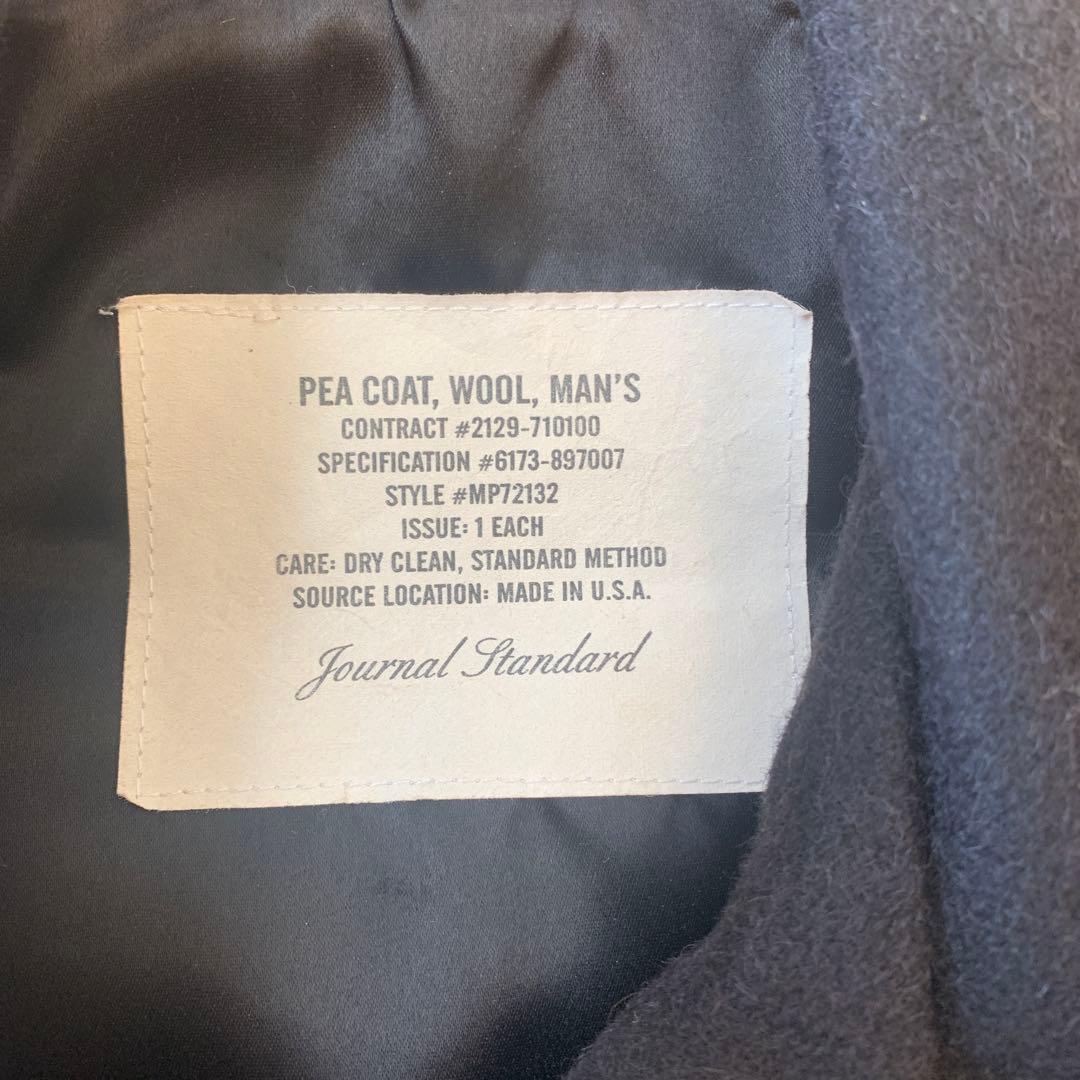 PEA COAT, WOOL, MAN'S
CONTRACT #2129-710100
SPECIFICATION #6173-897007
STYLE #MP72132
ISSUE: 1 EACH
CARE: DRY CLEAN, STANDARD METHOD
SOURCE LOCATION: MADE IN U.S.A.
Journal Standard